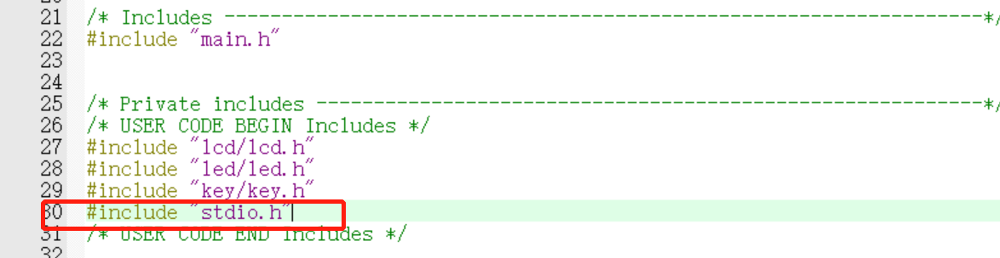 21 /* Includes ------------------------------------------------------------------*/
22 #include "main.h"
23
24
25 /* Private includes ----------------------------------------------------------*/
26 /* USER CODE BEGIN Includes */
27 #include "lcd/lcd.h"
28 #include "led/led.h"
29 #include "key/key.h"
30 #include "stdio.h"
31 /* USER CODE END Includes */
32